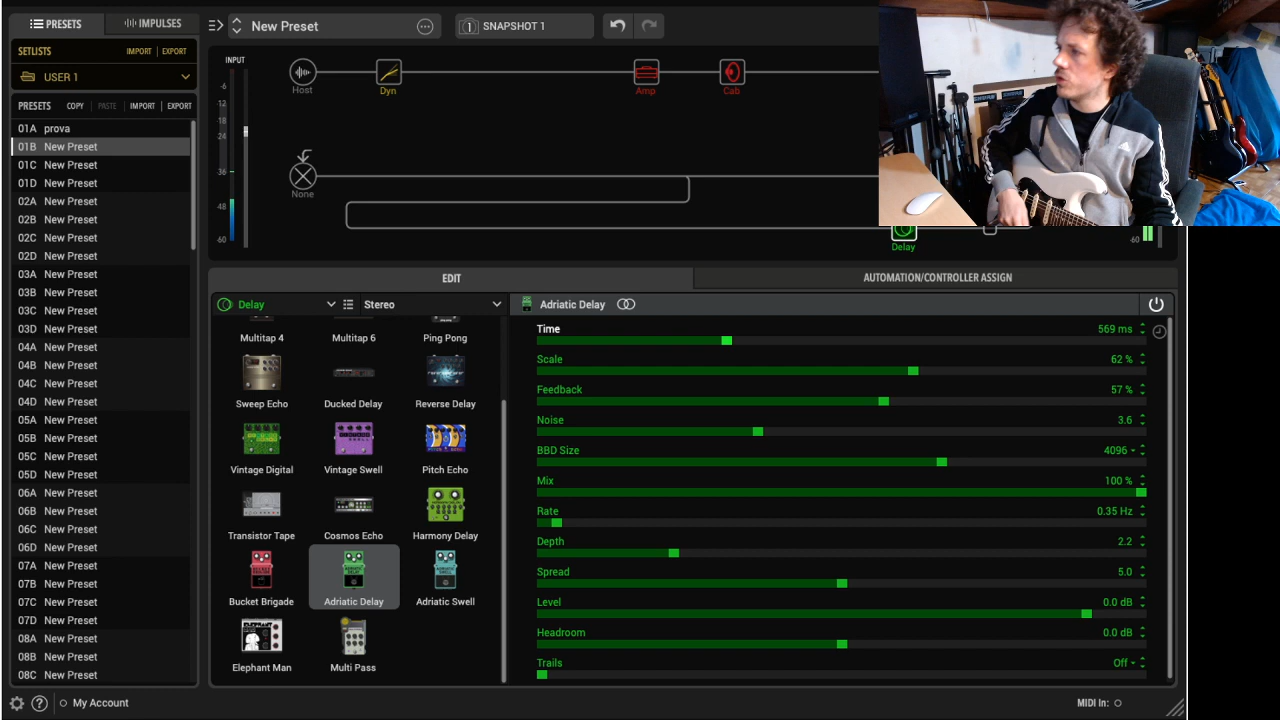 PRESETS
IMPULSES
New Preset
1 SNAPSHOT 1
SETLISTS IMPORT EXPORT
USER 1
PRESETS COPY PASTE IMPORT EXPORT
01A prova
01B New Preset
01C New Preset
01D New Preset
02A New Preset
02B New Preset
02C New Preset
02D New Preset
03A New Preset
03B New Preset
03C New Preset
03D New Preset
04A New Preset
04B New Preset
04C New Preset
04D New Preset
05A New Preset
05B New Preset
05C New Preset
05D New Preset
06A New Preset
06B New Preset
06C New Preset
06D New Preset
07A New Preset
07B New Preset
07C New Preset
07D New Preset
08A New Preset
08B New Preset
08C New Preset
INPUT
-6
-12
-18
-24
-36
-48
-60
Host
Dyn
Amp
Cab
None
Delay
-60
EDIT
AUTOMATION/CONTROLLER ASSIGN
Delay
Stereo
Multitap 4
Multitap 6
Ping Pong
Sweep Echo
Ducked Delay
Reverse Delay
Vintage Digital
Vintage Swell
Pitch Echo
Transistor Tape
Cosmos Echo
Harmony Delay
Bucket Brigade
Adriatic Delay
Adriatic Swell
Elephant Man
Multi Pass
Adriatic Delay
Time 569 ms
Scale 62 %
Feedback 57 %
Noise 3.6
BBD Size 4096
Mix 100 %
Rate 0.35 Hz
Depth 2.2
Spread 5.0
Level 0.0 dB
Headroom 0.0 dB
Trails Off
My Account
MIDI In: